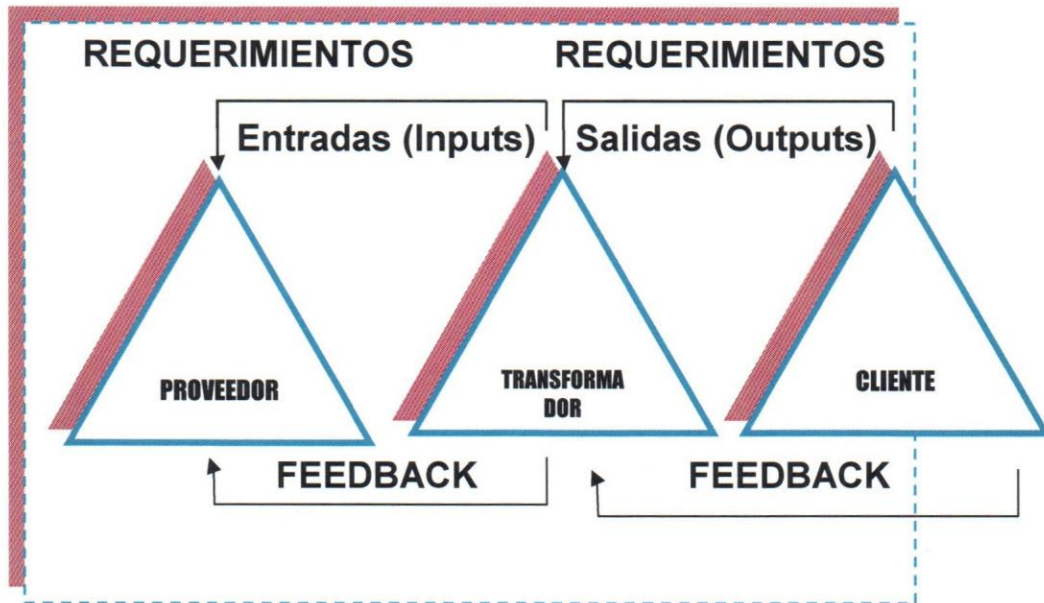 REQUERIMIENTOS REQUERIMIENTOS
Entradas (Inputs) Salidas (Outputs)
PROVEEDOR
TRANSFORMA
DOR
CLIENTE
FEEDBACK FEEDBACK